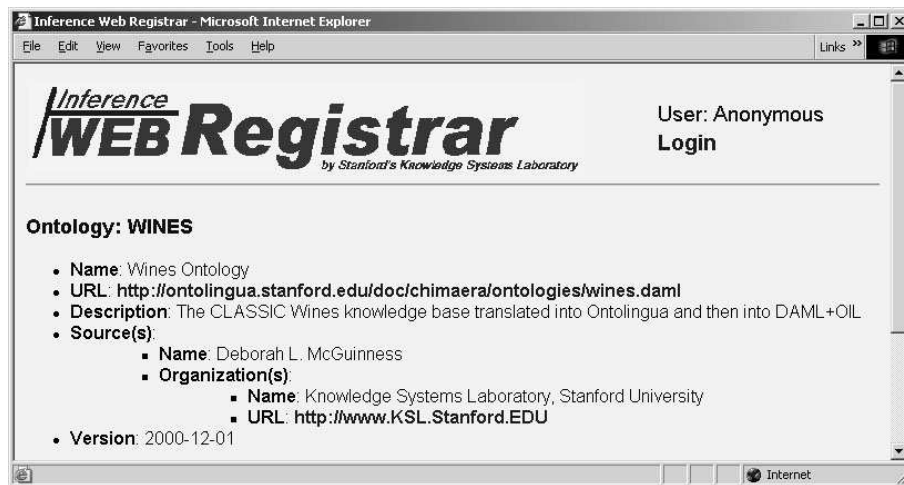 Inference Web Registrar - Microsoft Internet Explorer
File Edit View Favorites Tools Help Links »
Inference
WEB Registrar
by Stanford's Knowledge Systems Laboratory
User: Anonymous
Login
Ontology: WINES
• Name: Wines Ontology
• URL: http://ontolingua.stanford.edu/doc/chimaera/ontologies/wines.daml
• Description: The CLASSIC Wines knowledge base translated into Ontolingua and then into DAML+OIL
• Source(s):
▪ Name: Deborah L. McGuinness
▪ Organization(s):
▪ Name: Knowledge Systems Laboratory, Stanford University
▪ URL: http://www.KSL.Stanford.EDU
• Version: 2000-12-01
Internet